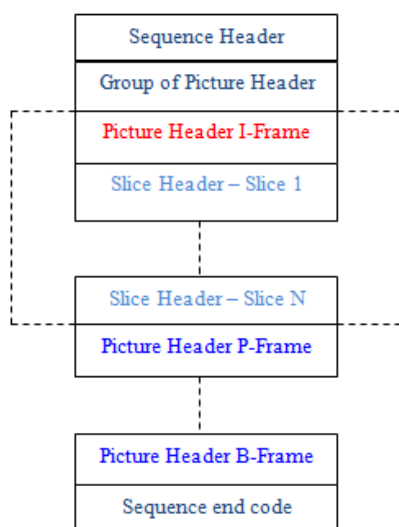 Sequence Header
Group of Picture Header
Picture Header I-Frame
Slice Header – Slice 1
Slice Header – Slice N
Picture Header P-Frame
Picture Header B-Frame
Sequence end code